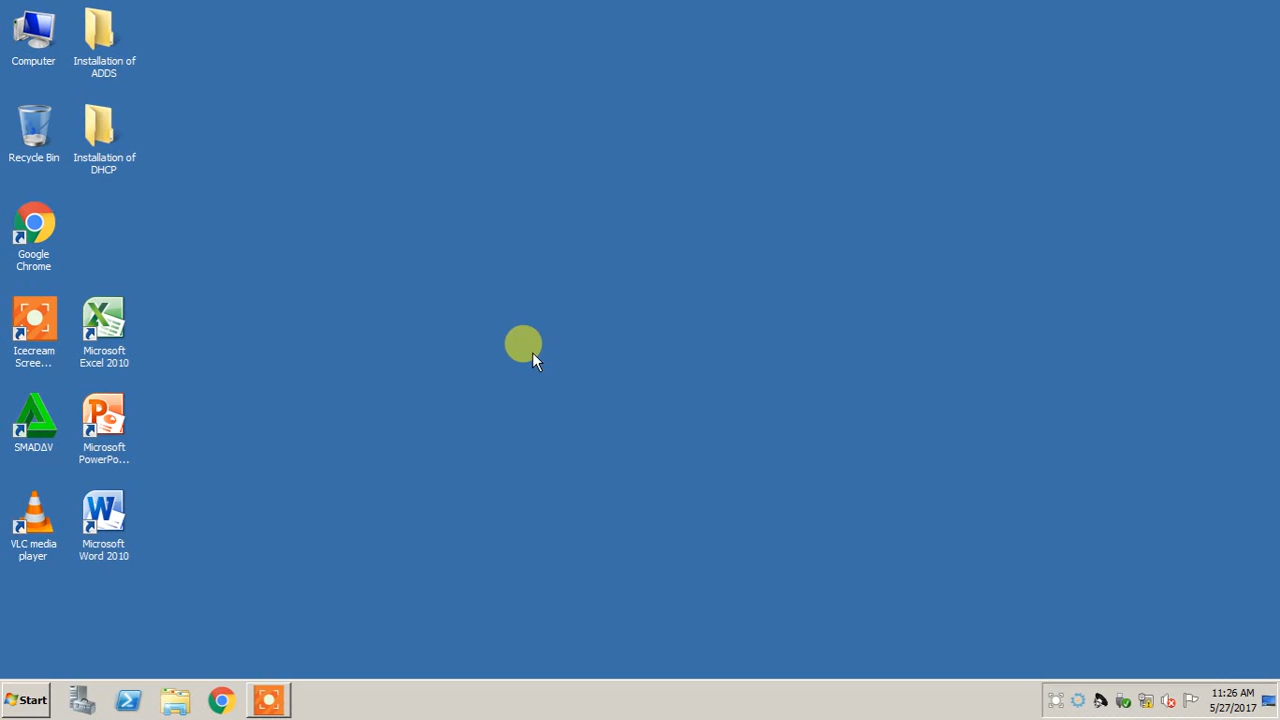 Computer
Installation of
ADDS
Recycle Bin
Installation of
DHCP
Google
Chrome
Icecream
Scree...
Microsoft
Excel 2010
SMADΔV
Microsoft
PowerPo...
VLC media
player
Microsoft
Word 2010
Start
11:26 AM
5/27/2017